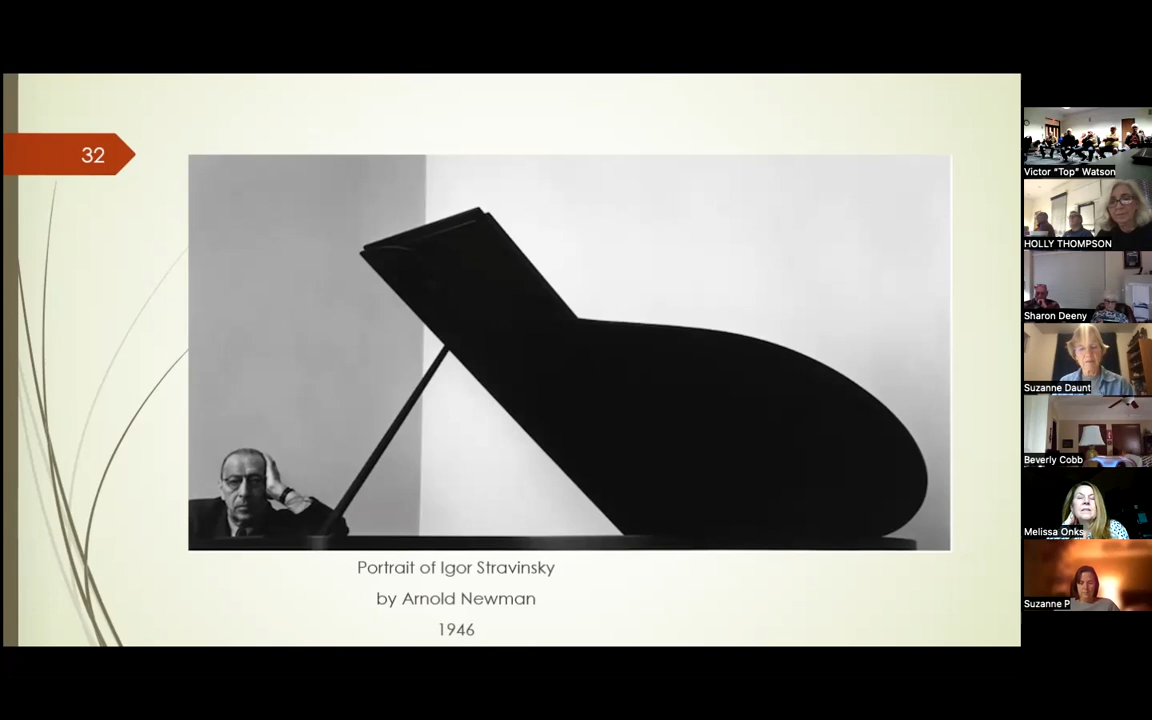 32
Portrait of Igor Stravinsky
by Arnold Newman
1946
Victor "Top" Watson
HOLLY THOMPSON
Sharon Deeny
Suzanne Daunt
Beverly Cobb
Melissa Onks
Suzanne P